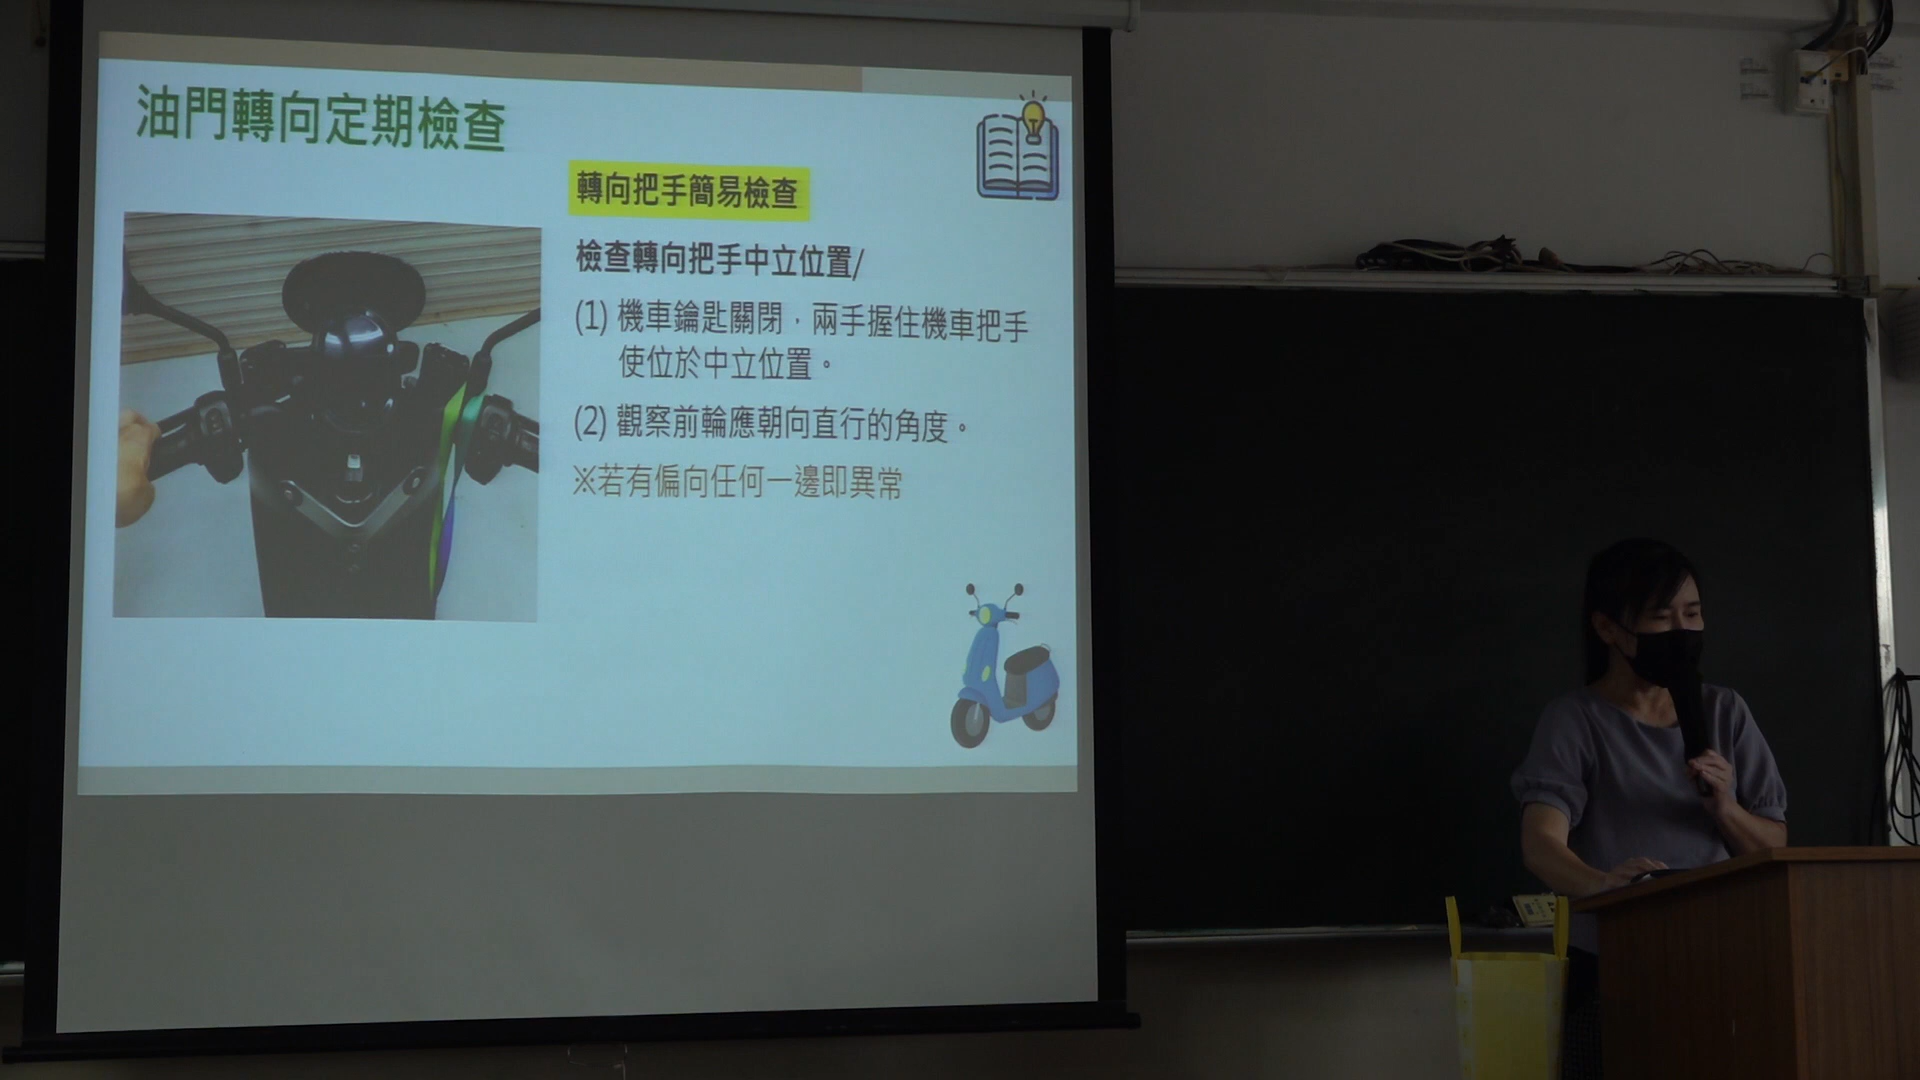 油門轉向定期檢查
轉向把手簡易檢查
檢查轉向把手中立位置/
(1) 機車鑰匙關閉，兩手握住機車把手
使位於中立位置。
(2) 觀察前輪應朝向直行的角度。
※若有偏向任何一邊即異常